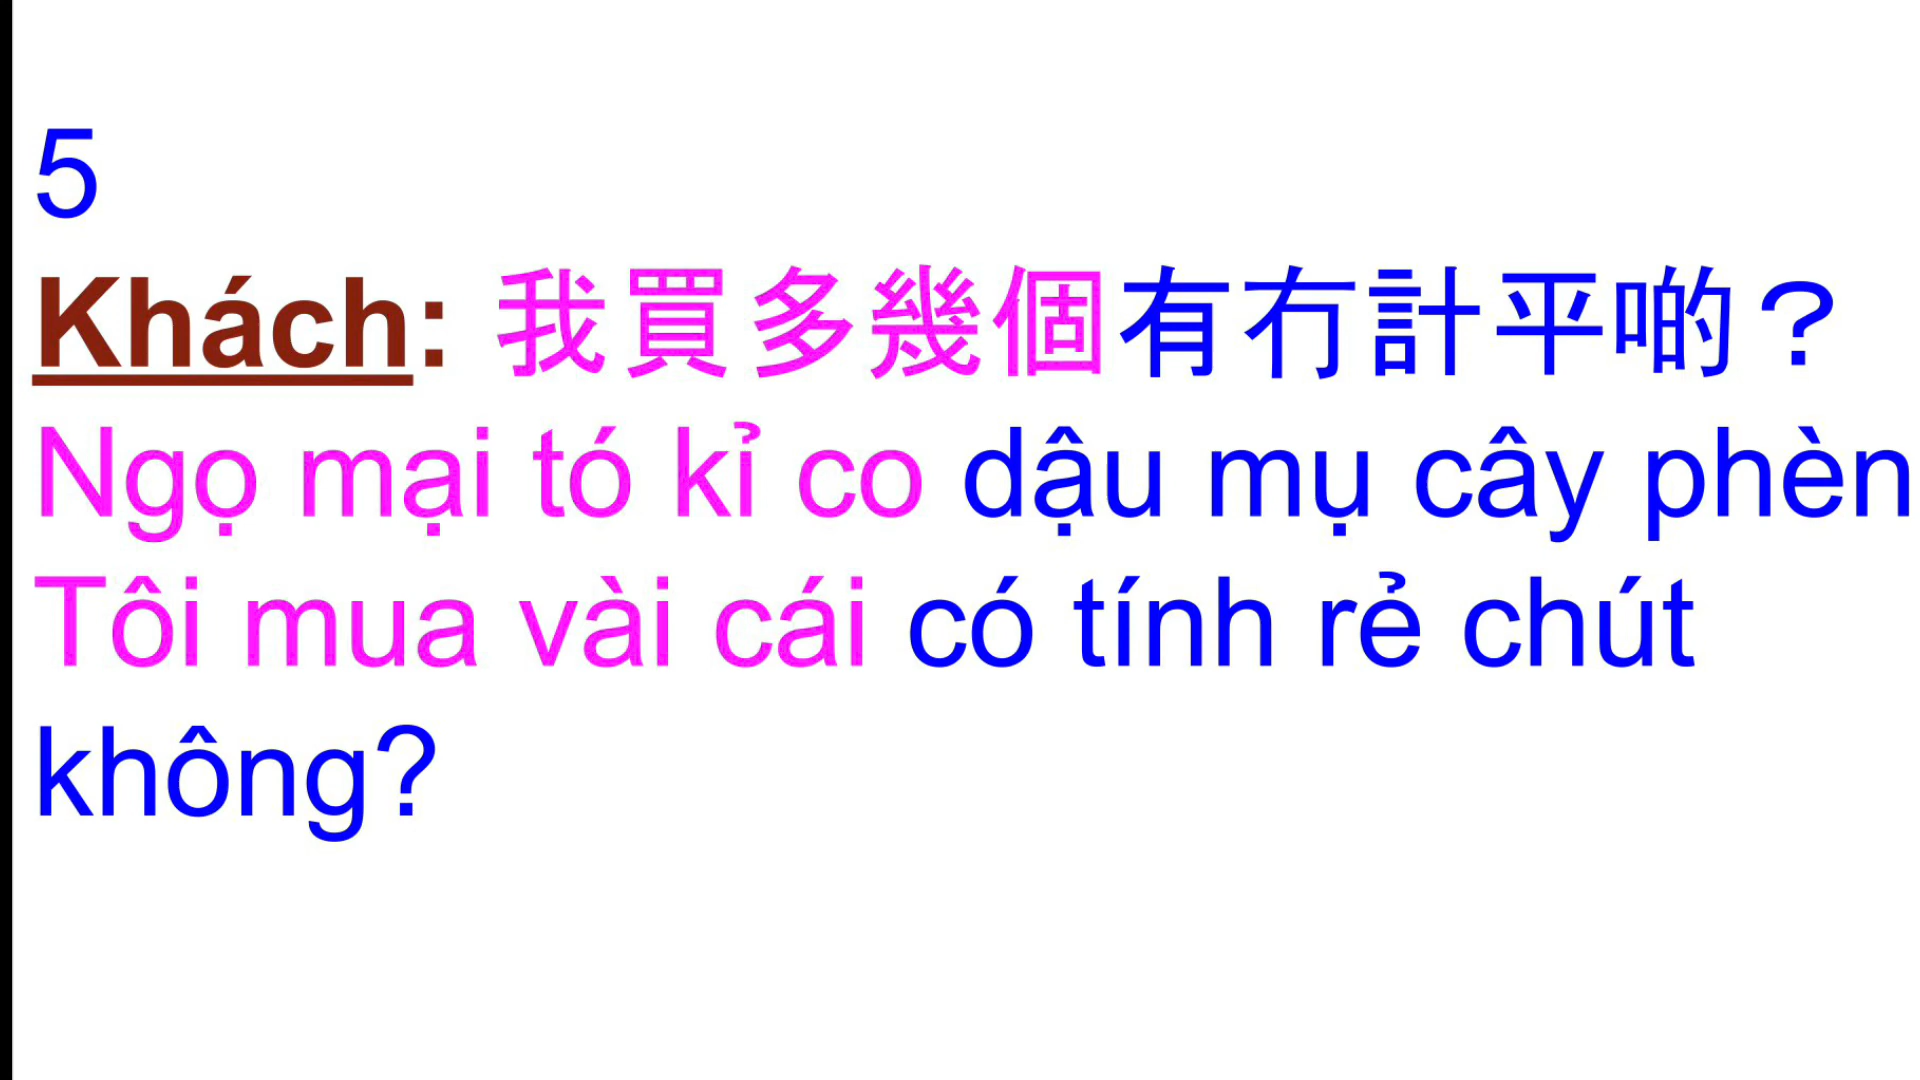 5
Khách: 我買多幾個有冇計平啲？
Ngọ mại tó kỉ co dậu mụ cây phèn
Tôi mua vài cái có tính rẻ chút
không?